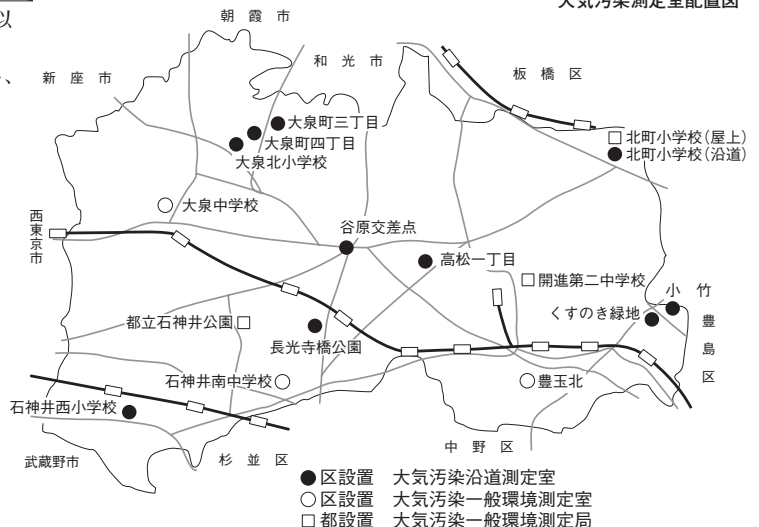 以
、
大気汚染測定室配置図
朝霞市
和光市
新座市
板橋区
大泉町三丁目
大泉町四丁目
大泉北小学校
北町小学校(屋上)
北町小学校(沿道)
大泉中学校
西東京市
谷原交差点
高松一丁目
開進第二中学校
小竹
くすのき緑地
豊島区
都立石神井公園
長光寺橋公園
石神井南中学校
豊玉北
石神井西小学校
中野区
武蔵野市
杉並区
●区設置 大気汚染沿道測定室
○区設置 大気汚染一般環境測定室
□都設置 大気汚染一般環境測定局